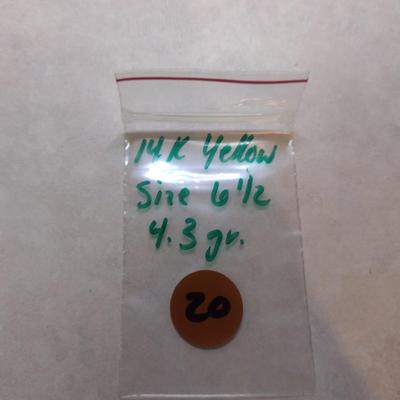 14K Yellow
Size 6 1/2
4.3 gr.
20